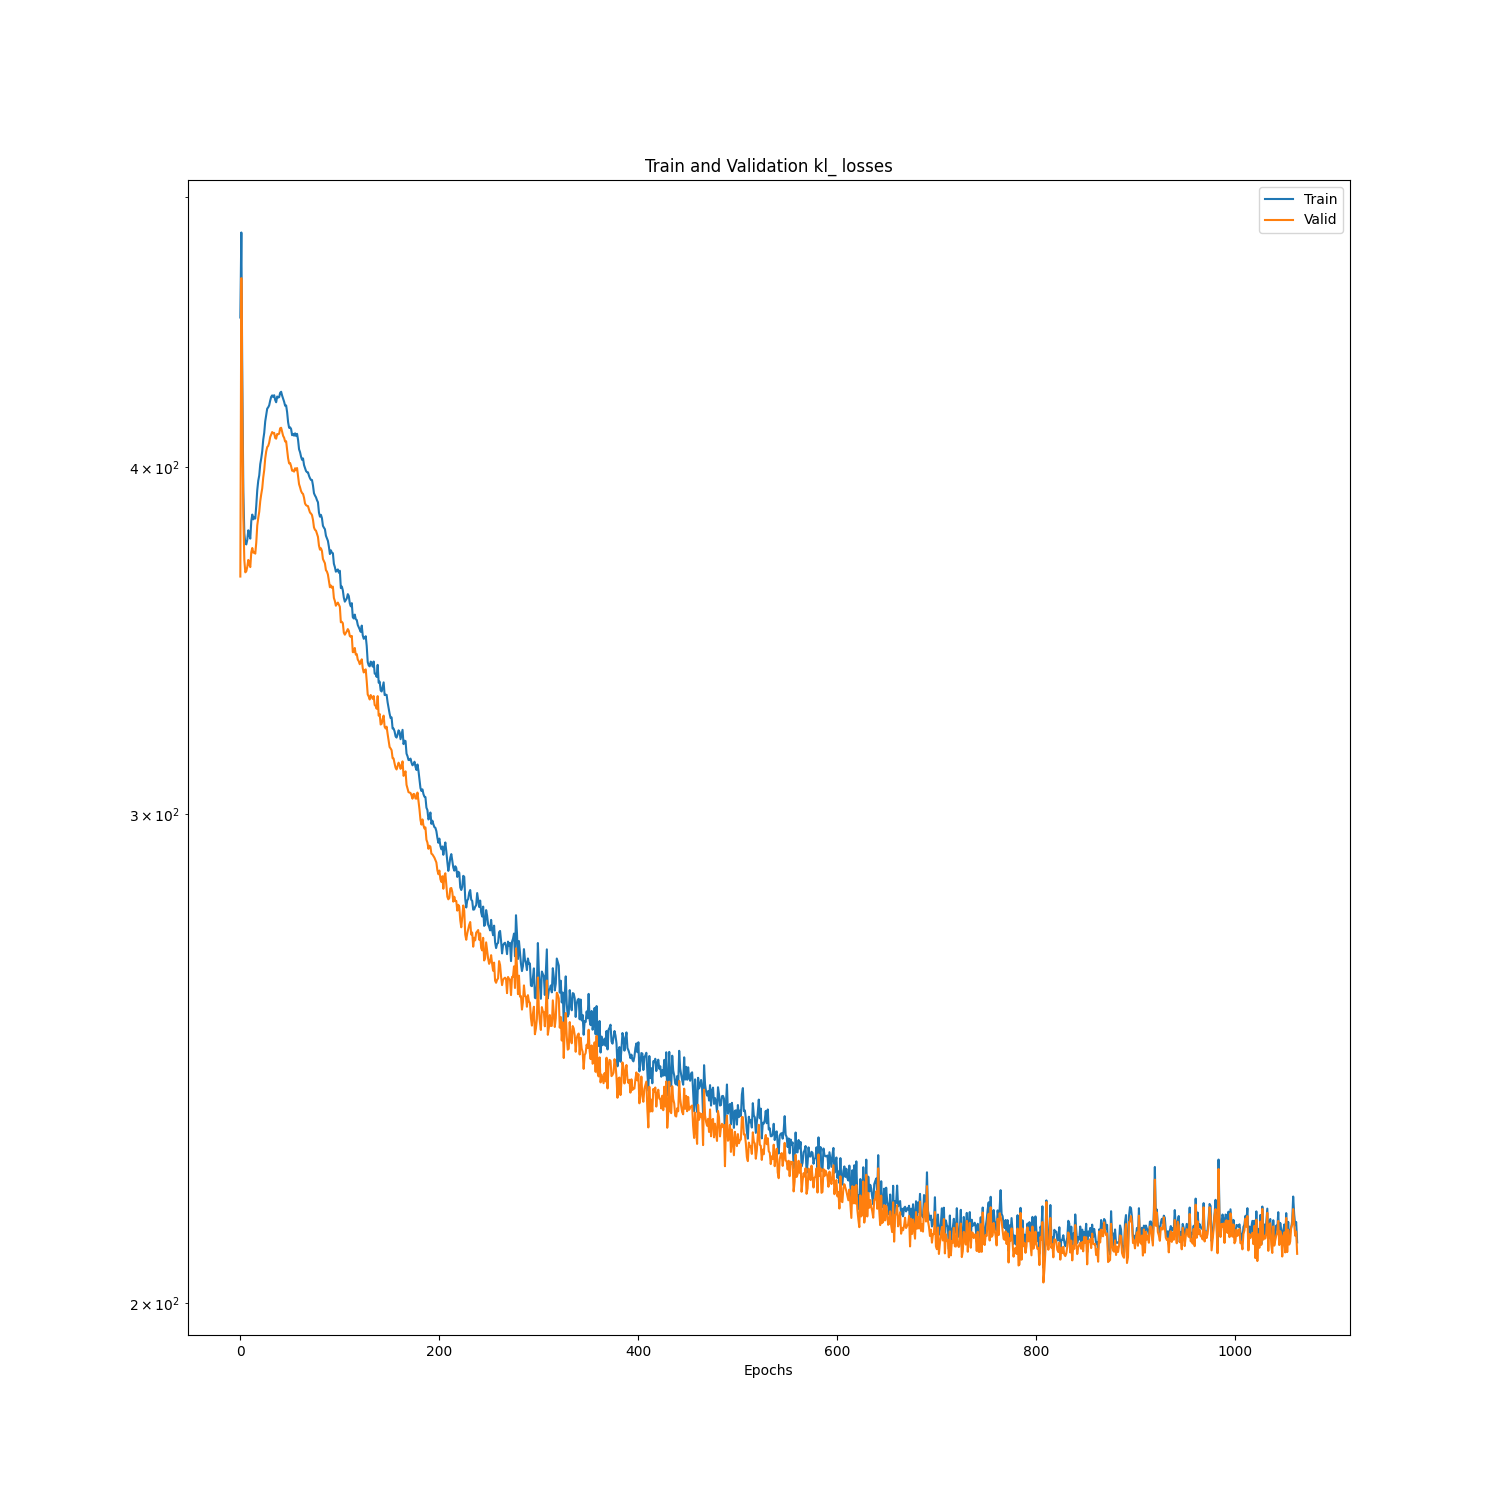 Train and Validation kl_ losses
Train
Valid
4 × 10²
3 × 10²
2 × 10²
0 200 400 600 800 1000
Epochs